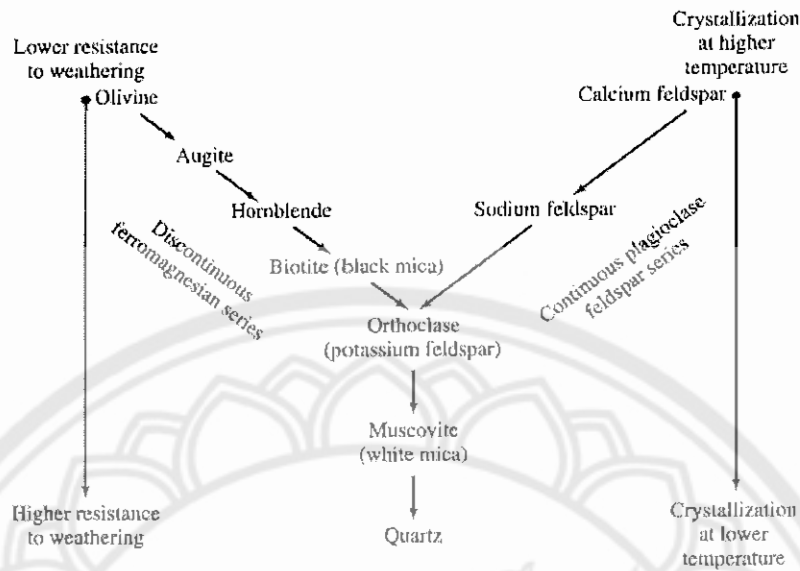 Lower resistance
to weathering
Crystallization
at higher
temperature
Olivine
Calcium feldspar
Augite
Hornblende
Sodium feldspar
Discontinuous
ferromagnesian series
Continuous plagioclase
feldspar series
Biotite (black mica)
Orthoclase
(potassium feldspar)
Muscovite
(white mica)
Higher resistance
to weathering
Quartz
Crystallization
at lower
temperature